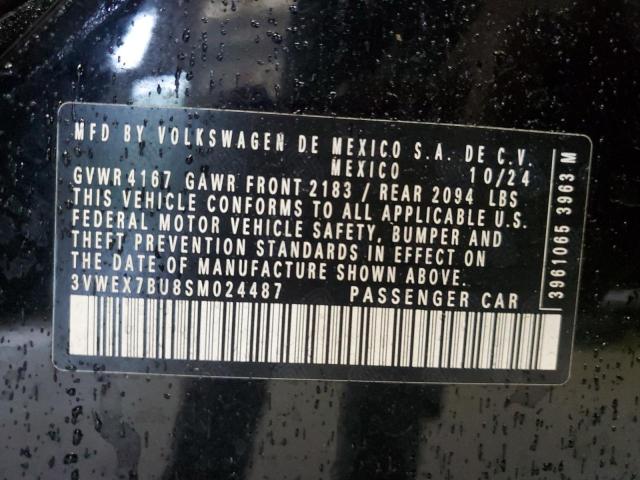 MFD BY VOLKSWAGEN DE MEXICO S.A. DE C.V.
MEXICO 10/24
GVWR 4167 GAWR FRONT 2183 / REAR 2094 LBS
THIS VEHICLE CONFORMS TO ALL APPLICABLE U.S.
FEDERAL MOTOR VEHICLE SAFETY, BUMPER AND
THEFT PREVENTION STANDARDS IN EFFECT ON
THE DATE OF MANUFACTURE SHOWN ABOVE.
3VWEX7BU8SM024487 PASSENGER CAR
3961065 3963 M